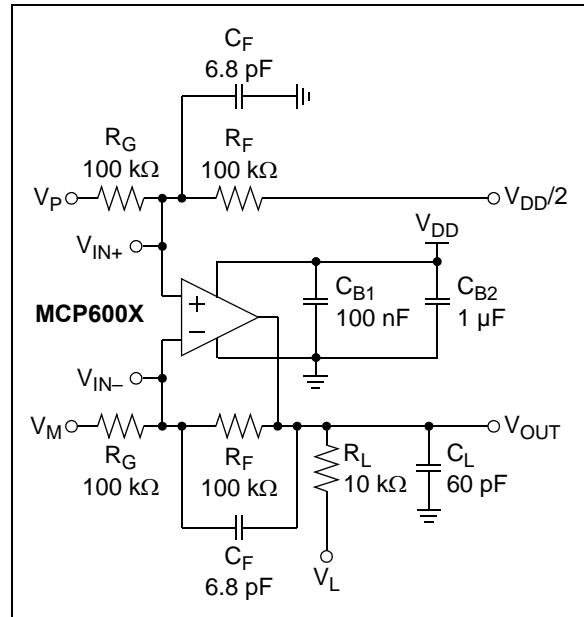 C_F
6.8 pF
R_G
100 kΩ
R_F
100 kΩ
V_P
V_DD/2
V_DD
V_IN+
MCP600X
+
−
C_B1
100 nF
C_B2
1 µF
V_IN–
V_M
V_OUT
R_G
100 kΩ
R_F
100 kΩ
R_L
10 kΩ
C_L
60 pF
C_F
6.8 pF
V_L